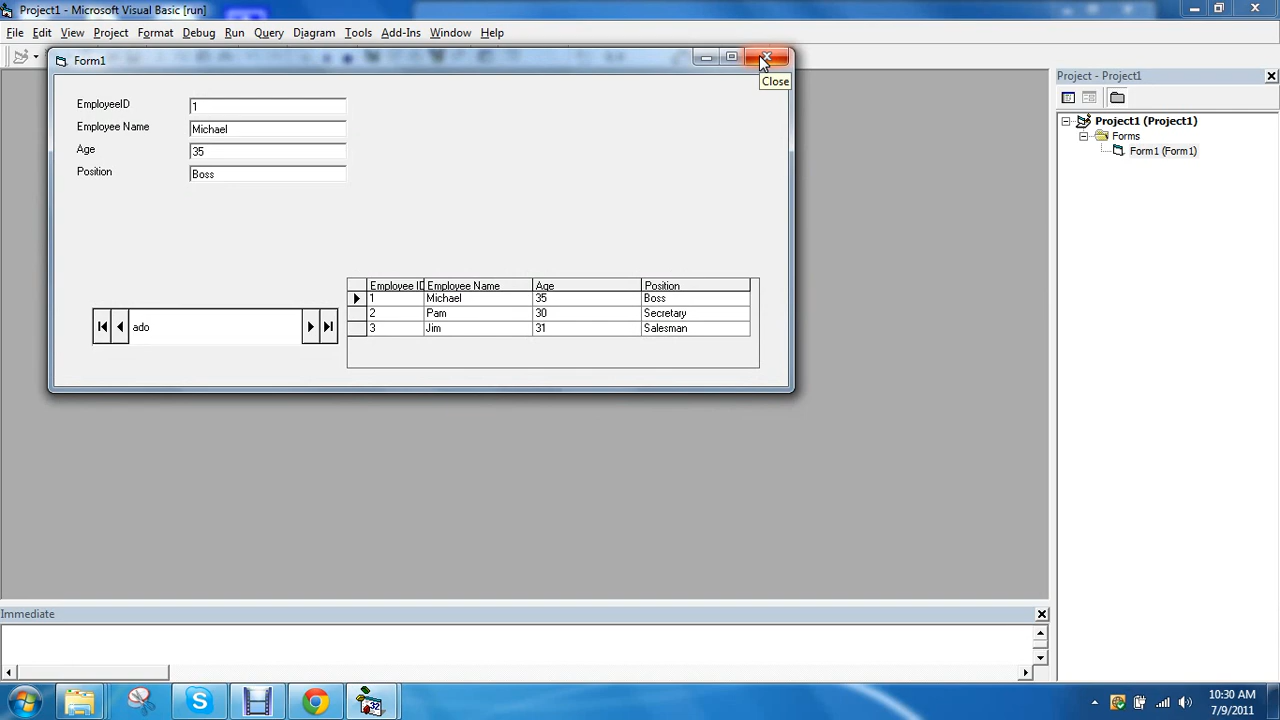 Project1 - Microsoft Visual Basic [run]
File Edit View Project Format Debug Run Query Diagram Tools Add-Ins Window Help
Form1
Close
EmployeeID 1
Employee Name Michael
Age 35
Position Boss
Employee ID Employee Name Age Position
1 Michael 35 Boss
2 Pam 30 Secretary
3 Jim 31 Salesman
ado
Project - Project1
Project1 (Project1)
Forms
Form1 (Form1)
Immediate
32
10:30 AM
7/9/2011